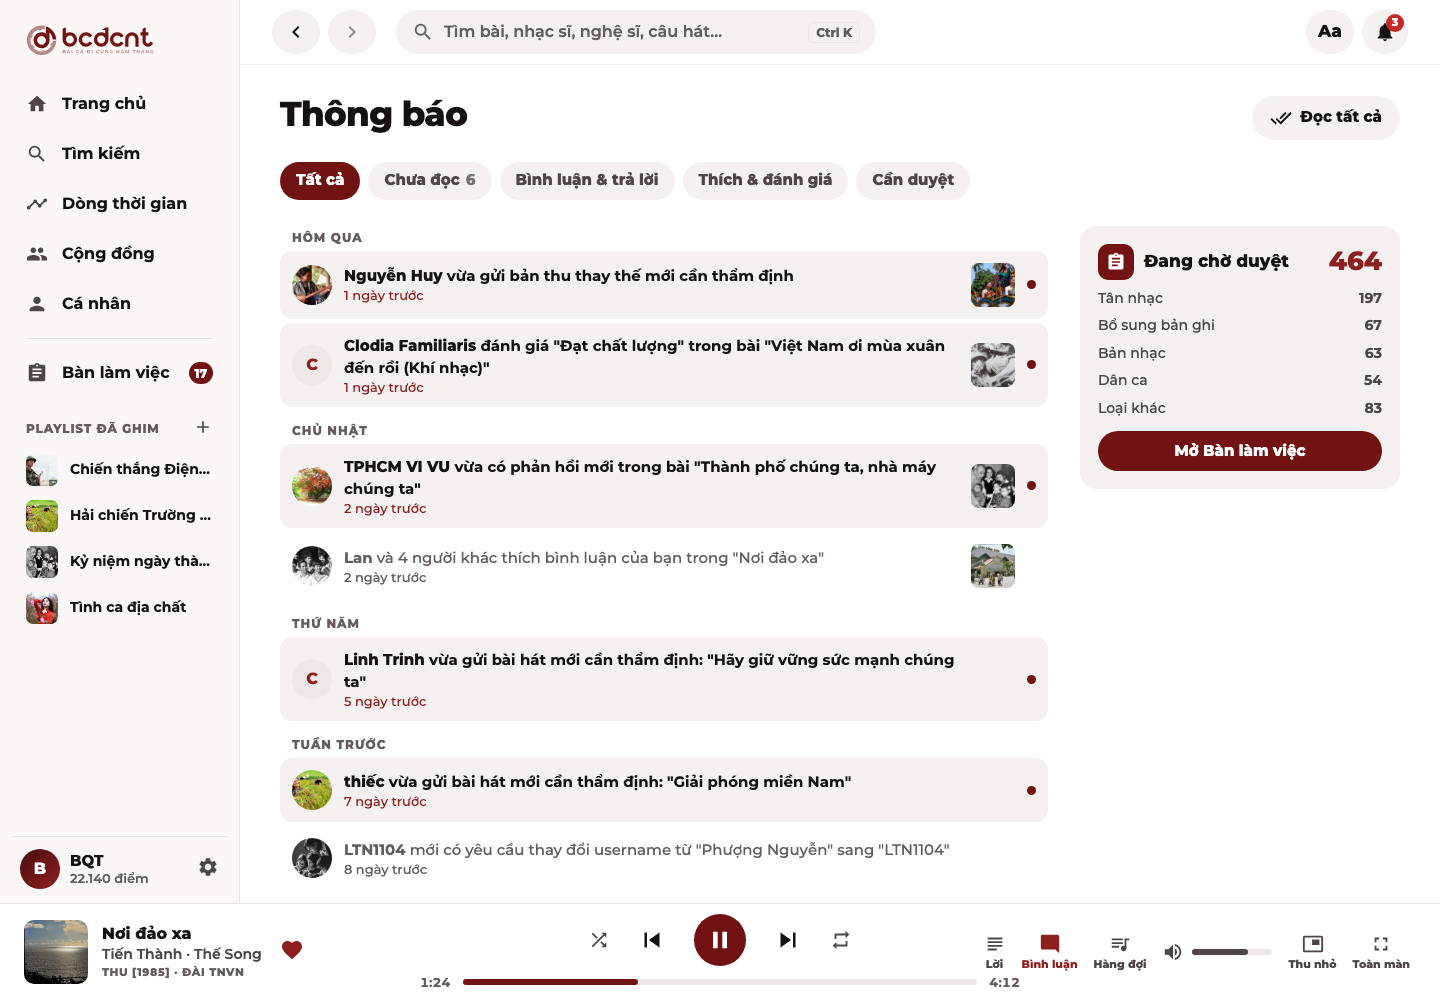 bcdcnt
BÀI CA ĐI CÙNG NĂM THÁNG
Trang chủ
Tìm kiếm
Dòng thời gian
Cộng đồng
Cá nhân
Bàn làm việc 17
PLAYLIST ĐÃ GHIM
Chiến thắng Điện...
Hải chiến Trường ...
Kỷ niệm ngày thà...
Tình ca địa chất
B
BQT
22.140 điểm
Tìm bài, nhạc sĩ, nghệ sĩ, câu hát...
Ctrl K
Aa
3
Thông báo
Đọc tất cả
Tất cả
Chưa đọc 6
Bình luận & trả lời
Thích & đánh giá
Cần duyệt
HÔM QUA
Nguyễn Huy vừa gửi bản thu thay thế mới cần thẩm định
1 ngày trước
C
Clodia Familiaris đánh giá "Đạt chất lượng" trong bài "Việt Nam ơi mùa xuân
đến rồi (Khí nhạc)"
1 ngày trước
CHỦ NHẬT
TPHCM VI VU vừa có phản hồi mới trong bài "Thành phố chúng ta, nhà máy
chúng ta"
2 ngày trước
Lan và 4 người khác thích bình luận của bạn trong "Nơi đảo xa"
2 ngày trước
THỨ NĂM
C
Linh Trinh vừa gửi bài hát mới cần thẩm định: "Hãy giữ vững sức mạnh chúng
ta"
5 ngày trước
TUẦN TRƯỚC
thiếc vừa gửi bài hát mới cần thẩm định: "Giải phóng miền Nam"
7 ngày trước
LTN1104 mới có yêu cầu thay đổi username từ "Phượng Nguyễn" sang "LTN1104"
8 ngày trước
Đang chờ duyệt 464
Tân nhạc 197
Bổ sung bản ghi 67
Bản nhạc 63
Dân ca 54
Loại khác 83
Mở Bàn làm việc
Nơi đảo xa
Tiến Thành · Thế Song
THU [1985] · ĐÀI TNVN
1:24
4:12
Lời
Bình luận
Hàng đợi
Thu nhỏ
Toàn màn